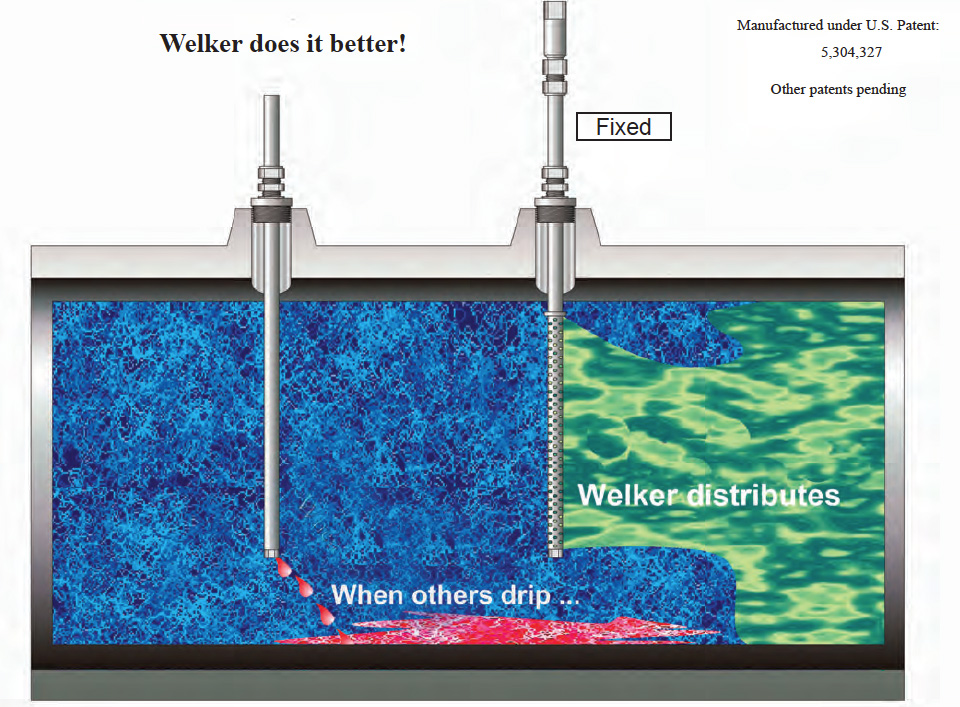 Welker does it better!
Manufactured under U.S. Patent:
5,304,327
Other patents pending
Fixed
Welker distributes
When others drip ...